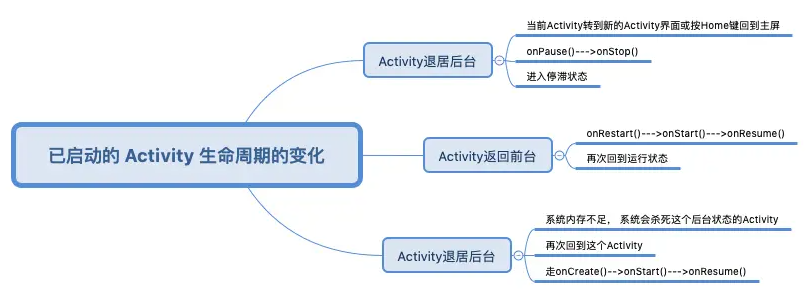 已启动的 Activity 生命周期的变化
Activity退居后台
当前Activity转到新的Activity界面或按Home键回到主屏
onPause()--->onStop()
进入停滞状态
Activity返回前台
onRestart()--->onStart()--->onResume()
再次回到运行状态
Activity退居后台
系统内存不足， 系统会杀死这个后台状态的Activity
再次回到这个Activity
走onCreate()-->onStart()--->onResume()